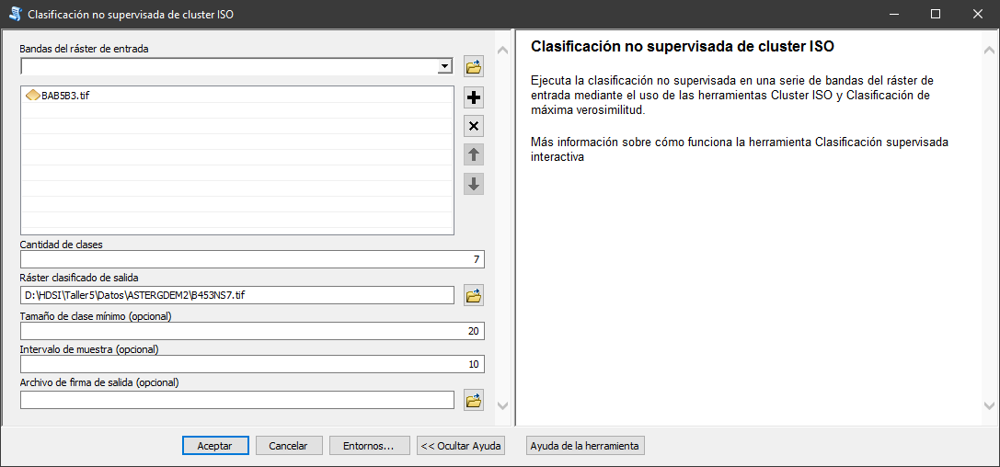 Clasificación no supervisada de cluster ISO
Bandas del ráster de entrada
BAB5B3.tif
Cantidad de clases
7
Ráster clasificado de salida
D:\HDSI\Taller5\Datos\ASTERGDEM2\B453NS7.tif
Tamaño de clase mínimo (opcional)
20
Intervalo de muestra (opcional)
10
Archivo de firma de salida (opcional)
Clasificación no supervisada de cluster ISO
Ejecuta la clasificación no supervisada en una serie de bandas del ráster de
entrada mediante el uso de las herramientas Cluster ISO y Clasificación de
máxima verosimilitud.
Más información sobre cómo funciona la herramienta Clasificación supervisada
interactiva
Aceptar
Cancelar
Entornos...
<< Ocultar Ayuda
Ayuda de la herramienta